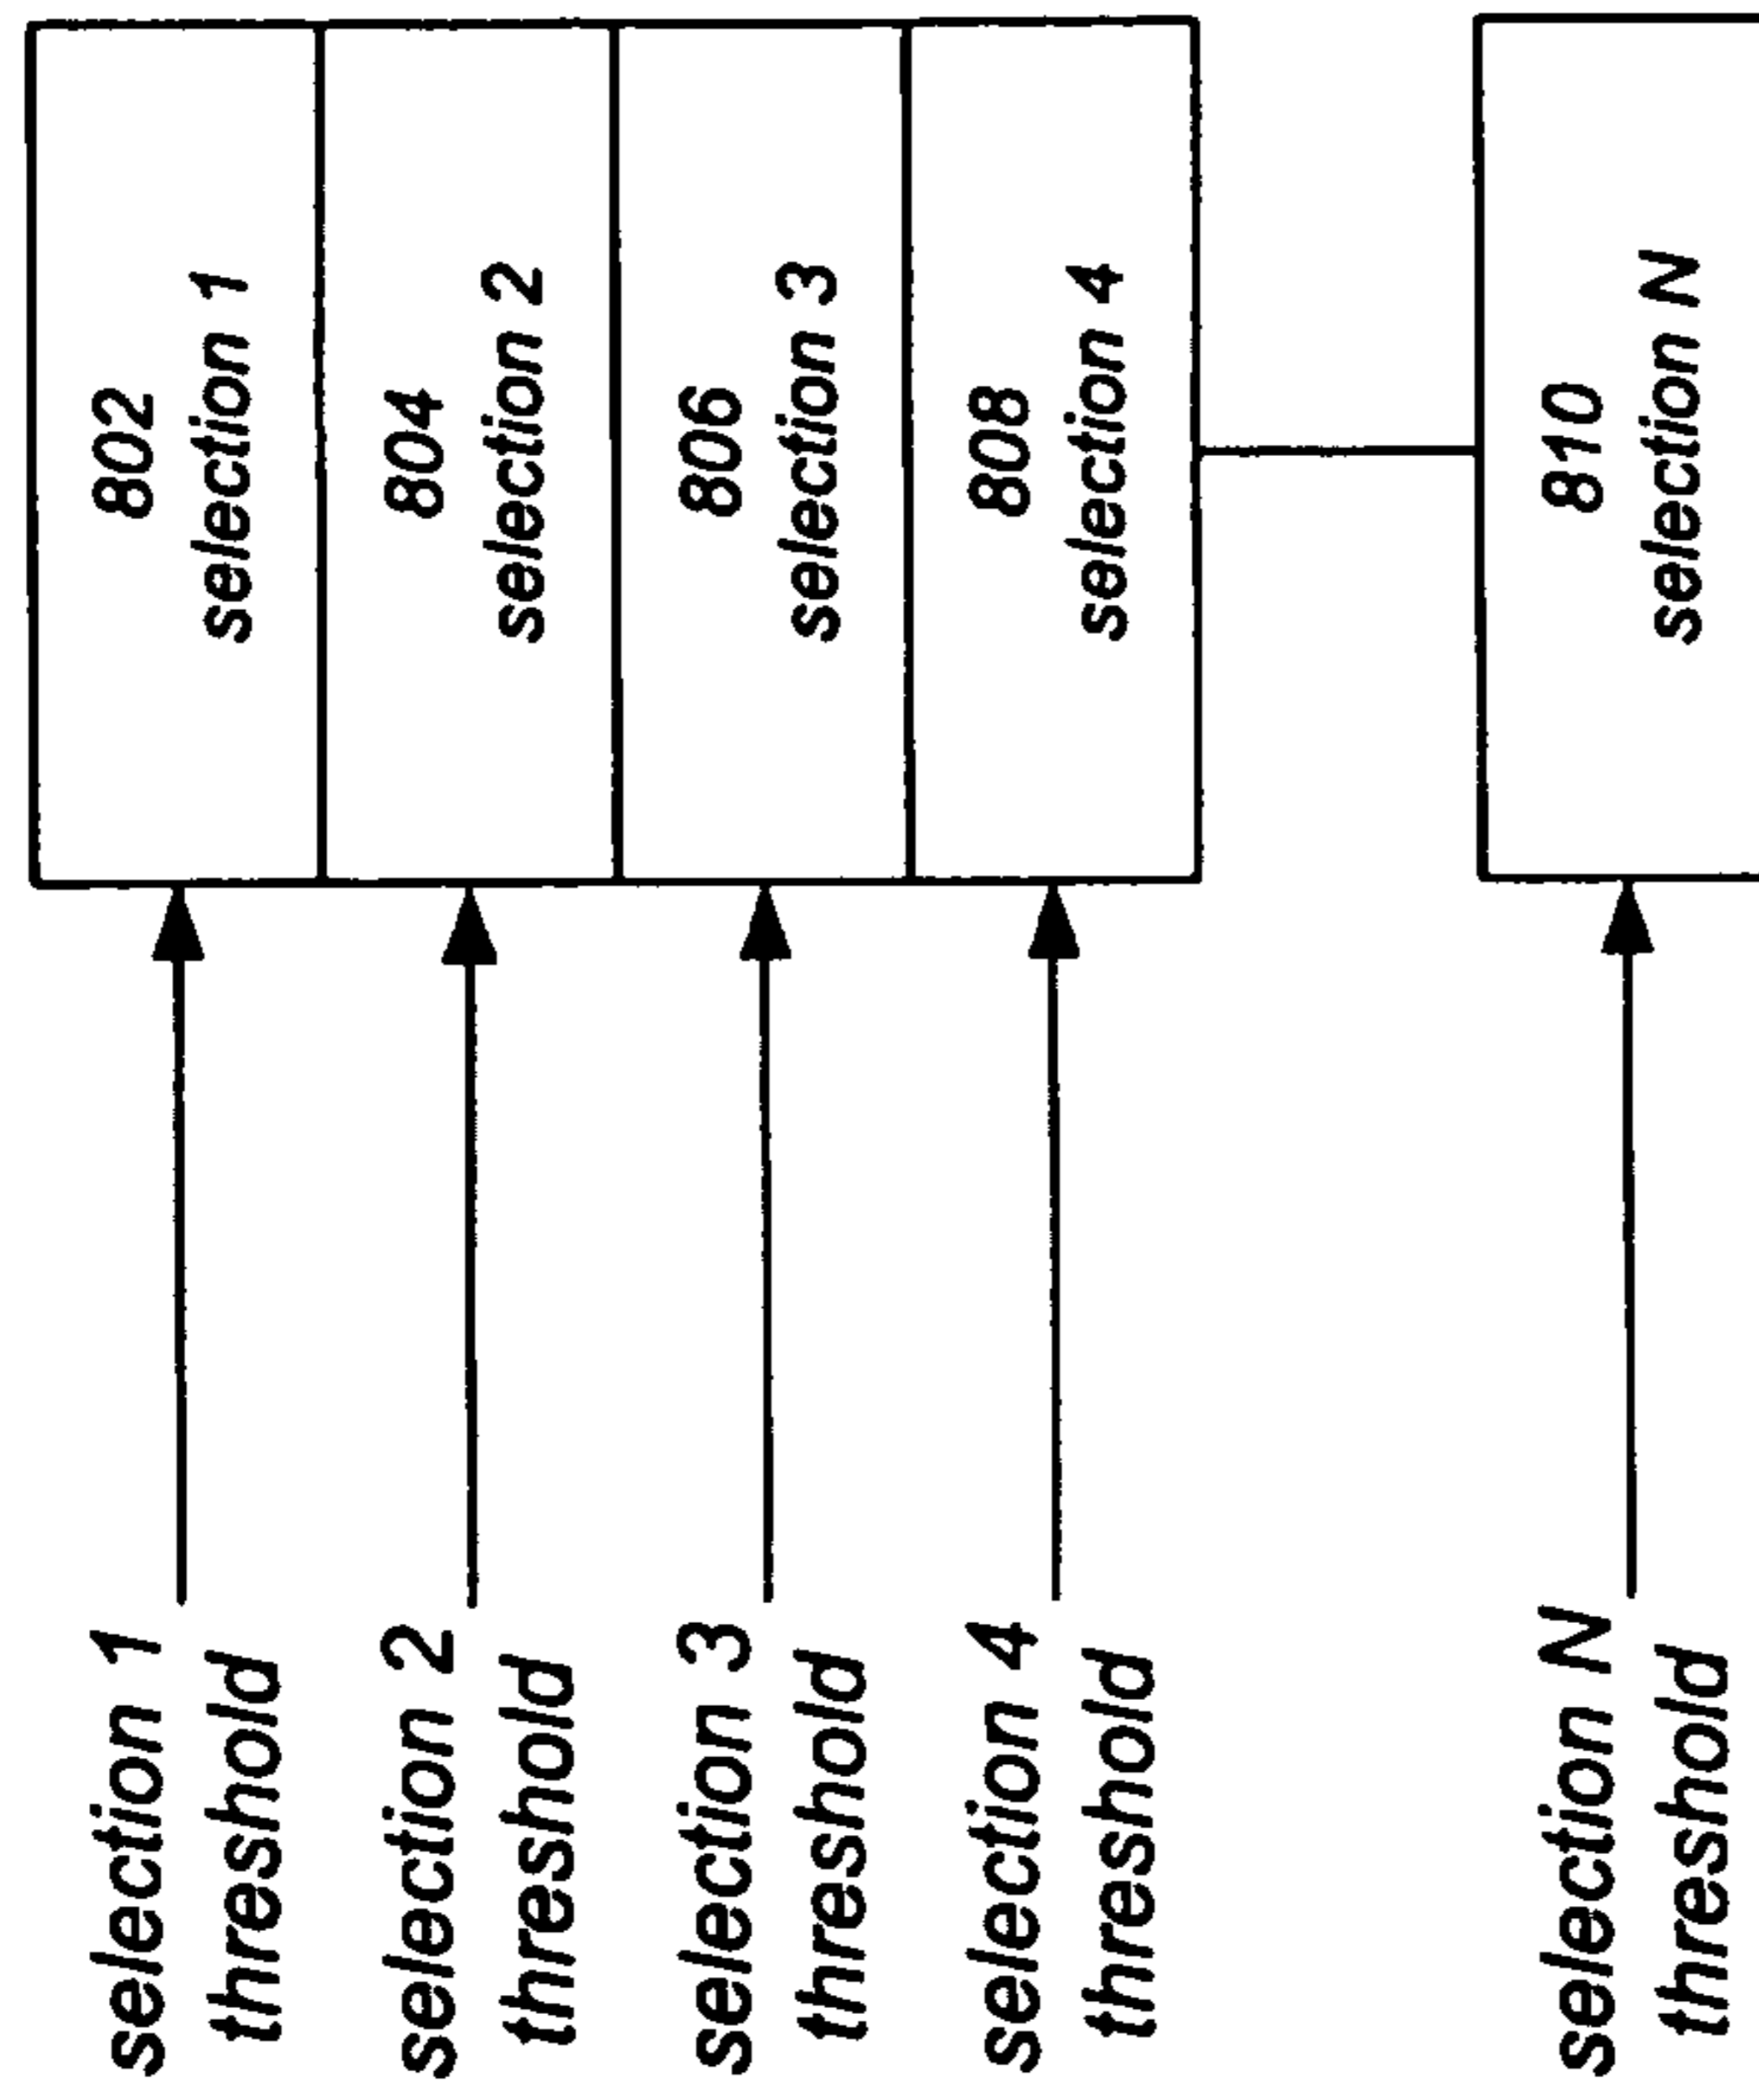 802
selection 1
804
selection 2
806
selection 3
808
selection 4
810
selection N
selection 1
threshold
selection 2
threshold
selection 3
threshold
selection 4
threshold
selection N
threshold